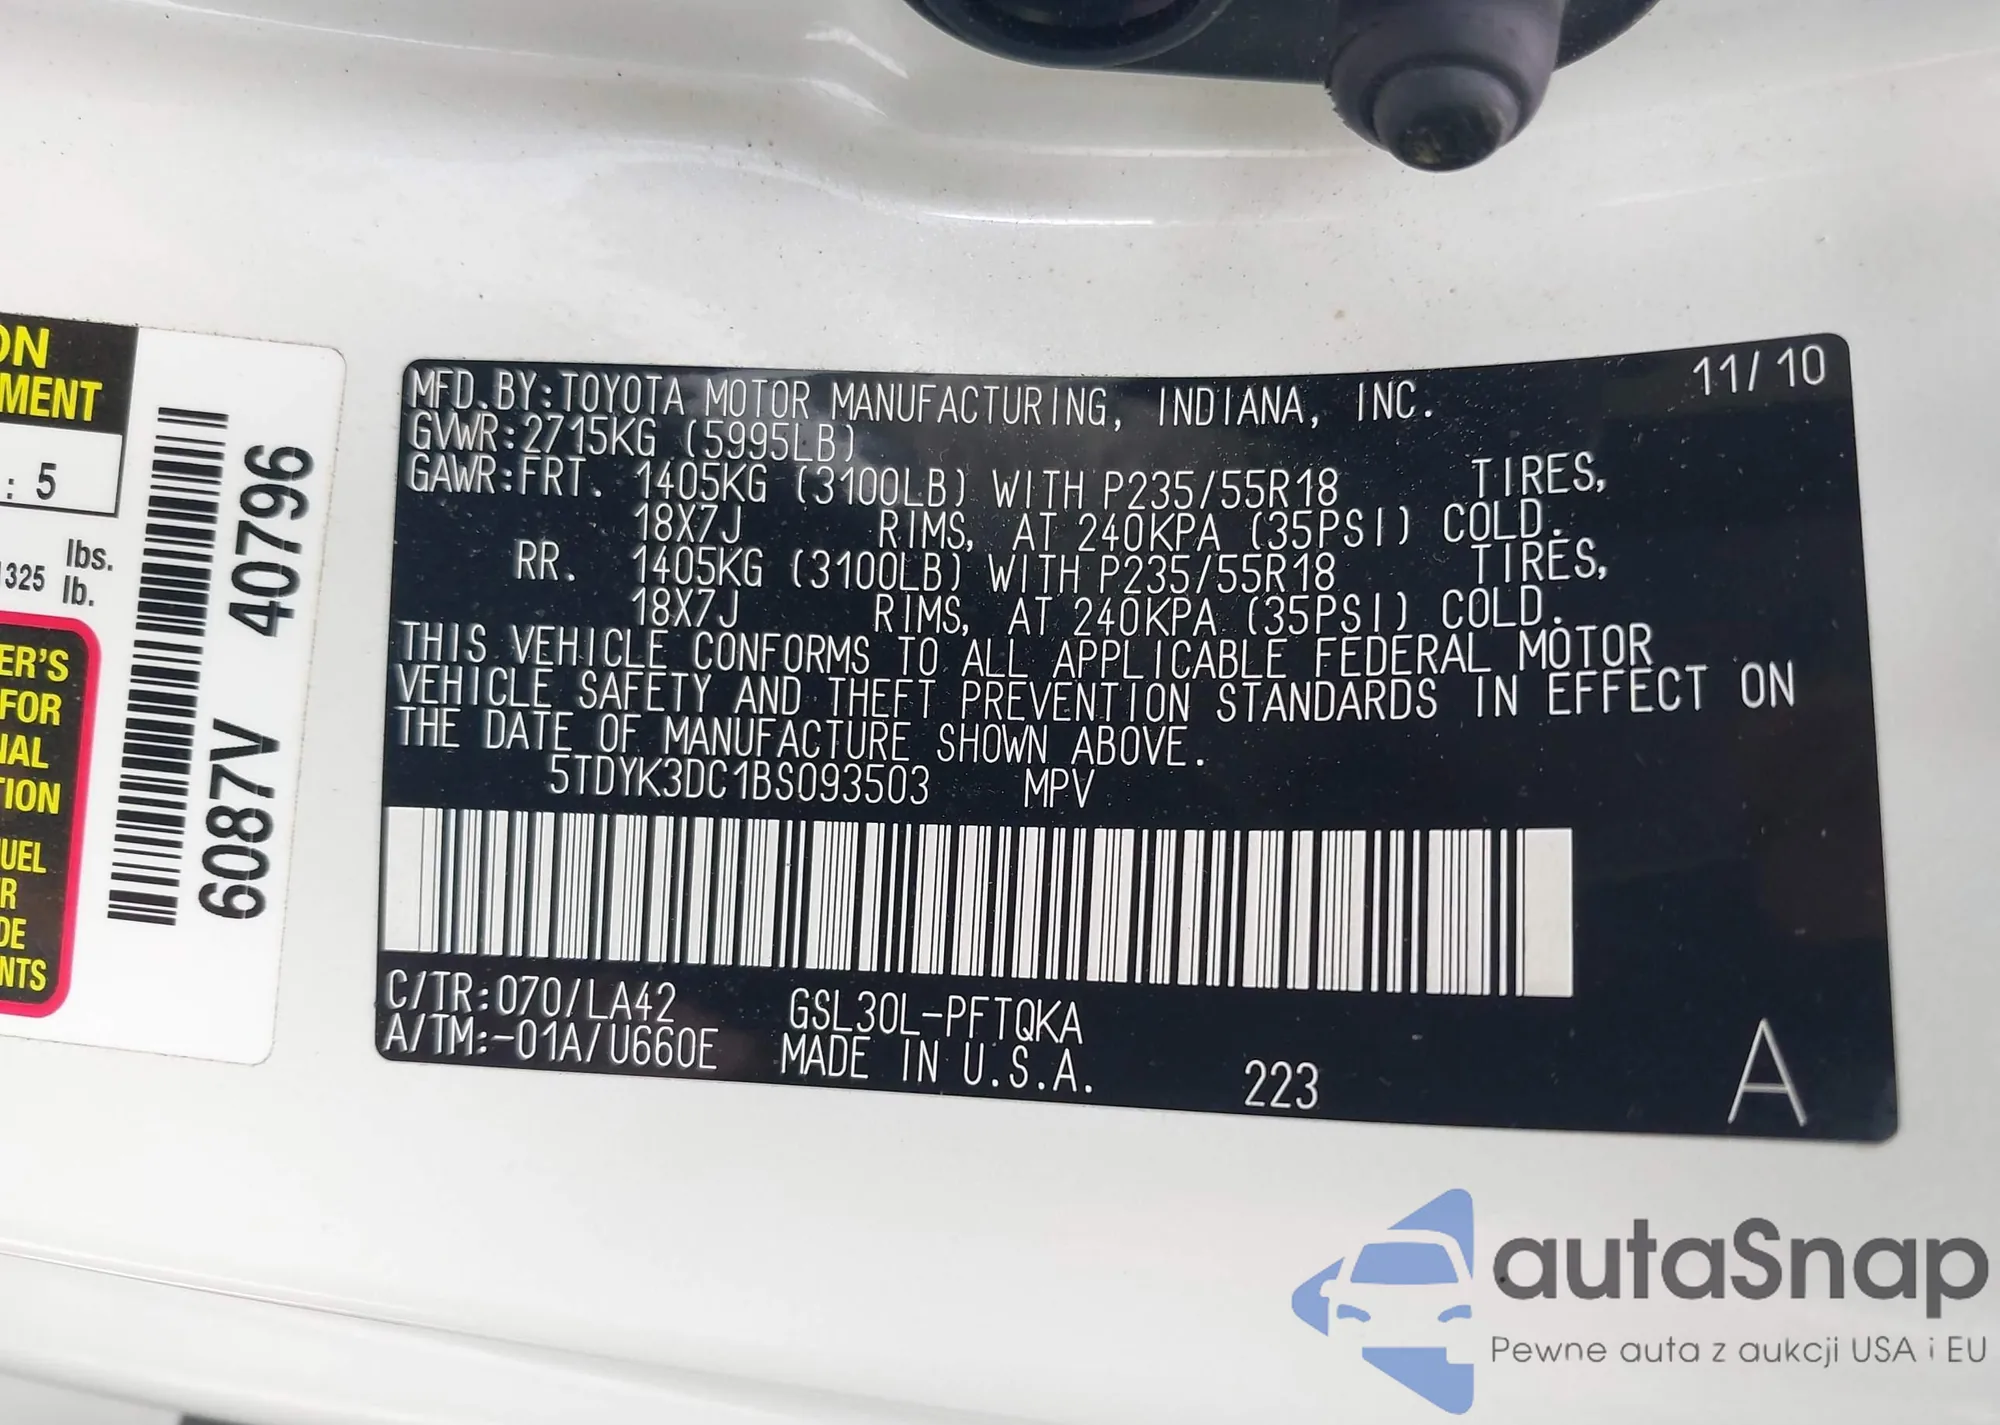 ON
MENT
: 5
1325 lbs.
lb.
ER'S
FOR
NAL
TION
UEL
R
DE
NTS
6087V 40796
11/10
MFD.BY:TOYOTA MOTOR MANUFACTURING, INDIANA, INC.
GVWR:2715KG (5995LB)
GAWR:FRT. 1405KG (3100LB) WITH P235/55R18 TIRES,
18X7J RIMS, AT 240KPA (35PSI) COLD.
RR. 1405KG (3100LB) WITH P235/55R18 TIRES,
18X7J RIMS, AT 240KPA (35PSI) COLD.
THIS VEHICLE CONFORMS TO ALL APPLICABLE FEDERAL MOTOR
VEHICLE SAFETY AND THEFT PREVENTION STANDARDS IN EFFECT ON
THE DATE OF MANUFACTURE SHOWN ABOVE.
5TDYK3DC1BS093503 MPV
C/TR:070/LA42 GSL30L-PFTQKA
A/TM:-01A/U660E MADE IN U.S.A.
223
A
autaSnap
Pewne auta z aukcji USA i EU